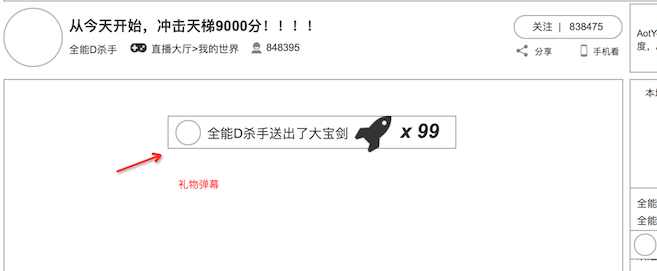 从今天开始，冲击天梯9000分！！！！
全能D杀手 直播大厅>我的世界 848395
关注 | 838475
分享 手机看
AotY
度，
本
全能D杀手送出了大宝剑 x 99
礼物弹幕
全能
全能